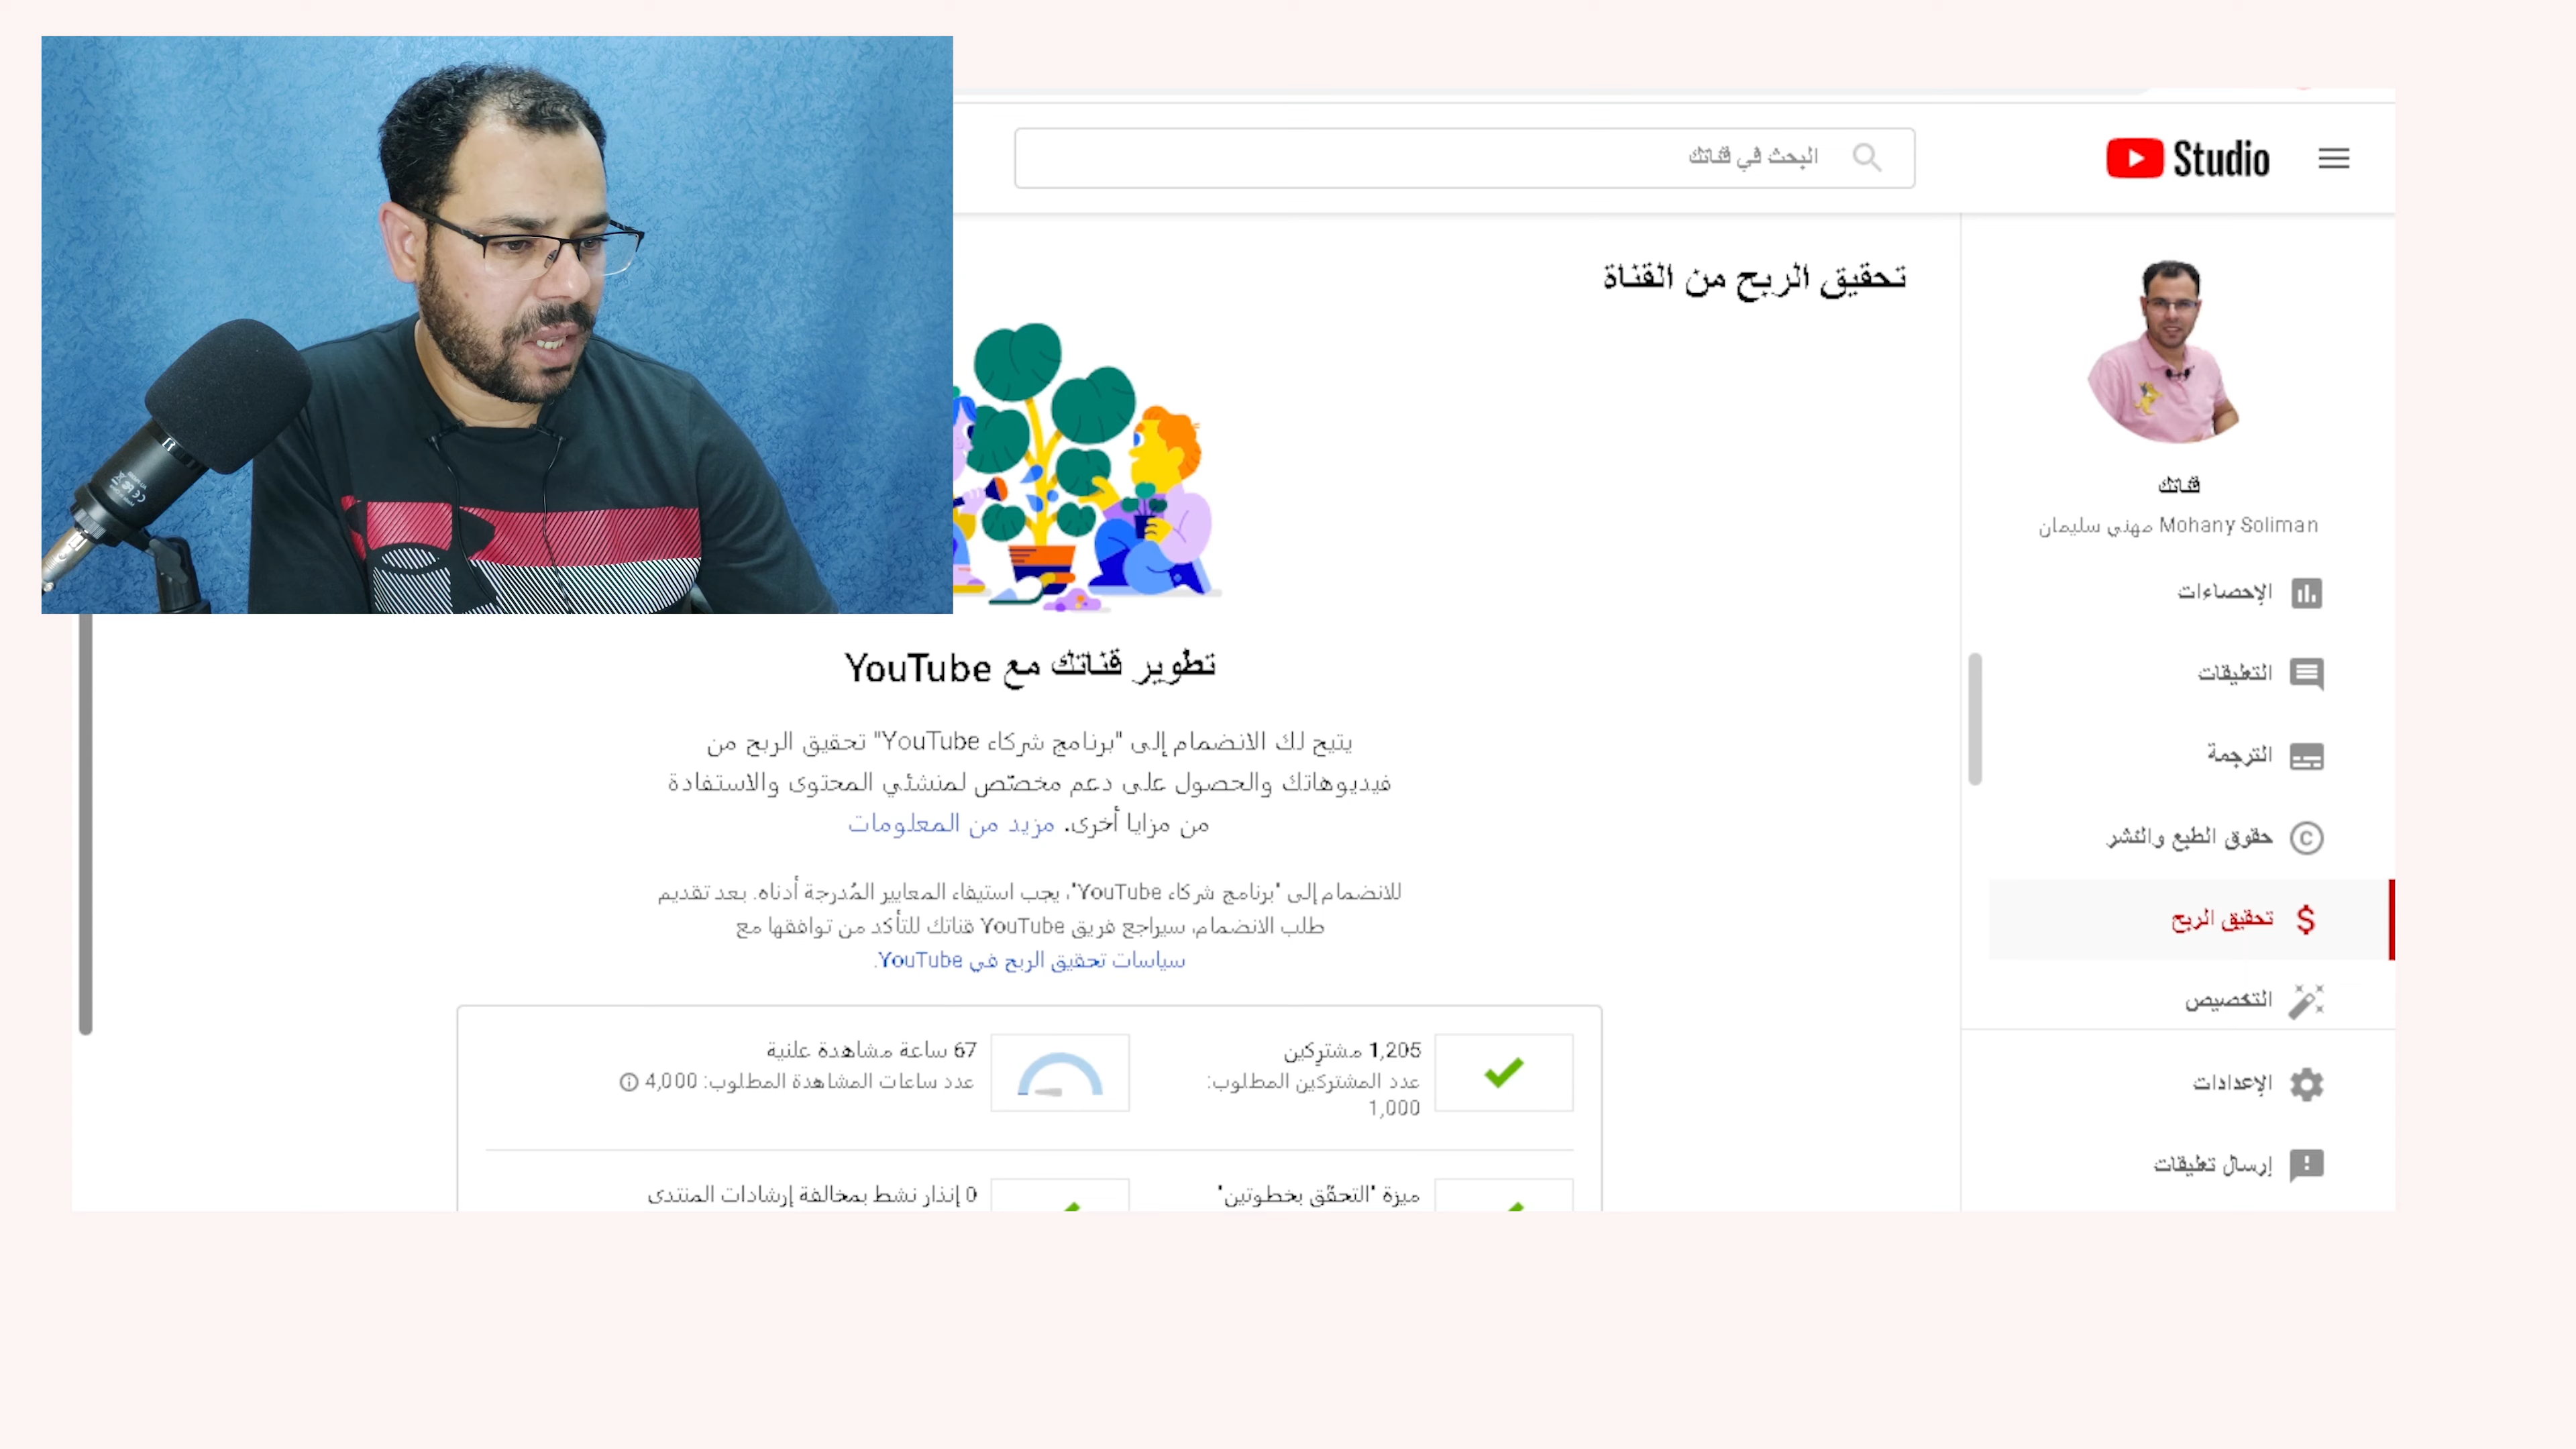 Studio
البحث في قناتك
قناتك
Mohany Soliman مهني سليمان
الإحصاءات
التعليقات
الترجمة
حقوق الطبع والنشر
تحقيق الربح
التخصيص
الإعدادات
إرسال تعليقات
تحقيق الربح من القناة
تطوير قناتك مع YouTube
يتيح لك الانضمام إلى "برنامج شركاء YouTube" تحقيق الربح من
فيديوهاتك والحصول على دعم مخصّص لمنشئي المحتوى والاستفادة
من مزايا أخرى. مزيد من المعلومات
للانضمام إلى "برنامج شركاء YouTube"، يجب استيفاء المعايير المُدرجة أدناه. بعد تقديم
طلب الانضمام، سيراجع فريق YouTube قناتك للتأكد من توافقها مع
سياسات تحقيق الربح في YouTube.
1,205 مشتركين
عدد المشتركين المطلوب:
1,000
67 ساعة مشاهدة علنية
عدد ساعات المشاهدة المطلوب: 4,000
ميزة "التحقّق بخطوتين"
0 إنذار نشط بمخالفة إرشادات المنتدى